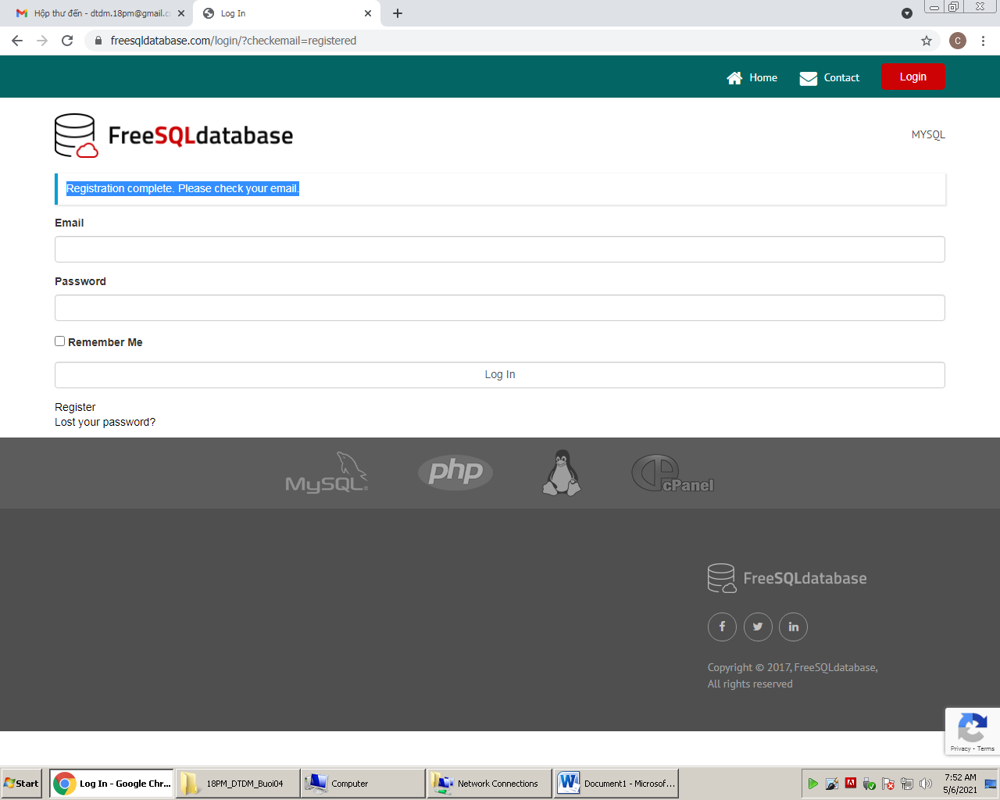 Hộp thư đến - dtdm.18pm@gmail.c
Log In
freesqldatabase.com/login/?checkemail=registered
C
Home
Contact
Login
FreeSQLdatabase
MYSQL
Registration complete. Please check your email.
Email
Password
Remember Me
Log In
Register
Lost your password?
MySQL®
php
cPanel
FreeSQLdatabase
Copyright © 2017, FreeSQLdatabase,
All rights reserved
Privacy - Terms
Start
Log In - Google Chr...
18PM_DTDM_Buoi04
Computer
Network Connections
Document1 - Microsof...
7:52 AM
5/6/2021